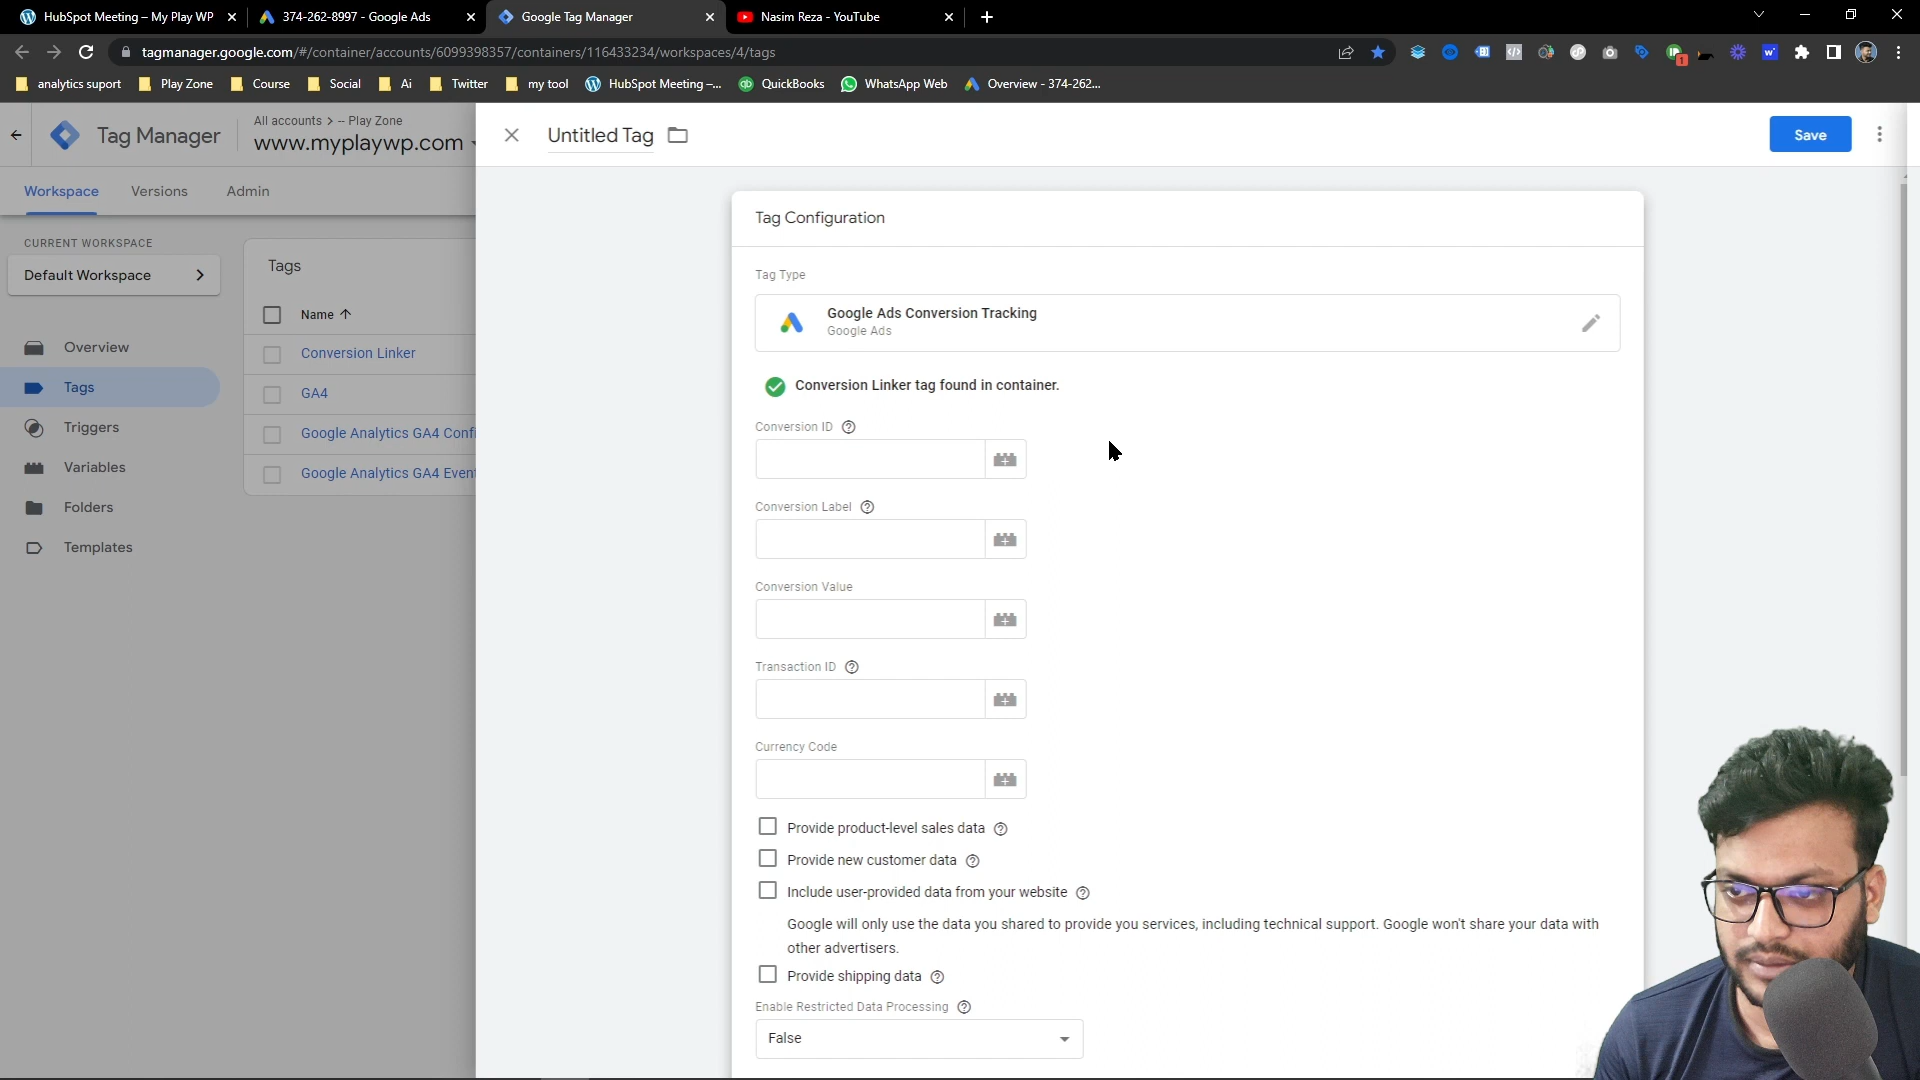 HubSpot Meeting – My Play WP
374-262-8997 - Google Ads
Google Tag Manager
Nasim Reza - YouTube
tagmanager.google.com/#/container/accounts/6099398357/containers/116433234/workspaces/4/tags
analytics suport
Play Zone
Course
Social
Ai
Twitter
my tool
HubSpot Meeting –...
QuickBooks
WhatsApp Web
Overview - 374-262...
Tag Manager
All accounts > -- Play Zone
www.myplaywp.com
Untitled Tag
Save
Workspace
Versions
Admin
CURRENT WORKSPACE
Default Workspace
Overview
Tags
Triggers
Variables
Folders
Templates
Tags
Name
Conversion Linker
GA4
Google Analytics GA4 Confi
Google Analytics GA4 Even
Tag Configuration
Tag Type
Google Ads Conversion Tracking
Google Ads
Conversion Linker tag found in container.
Conversion ID
Conversion Label
Conversion Value
Transaction ID
Currency Code
Provide product-level sales data
Provide new customer data
Include user-provided data from your website
Google will only use the data you shared to provide you services, including technical support. Google won't share your data with
other advertisers.
Provide shipping data
Enable Restricted Data Processing
False